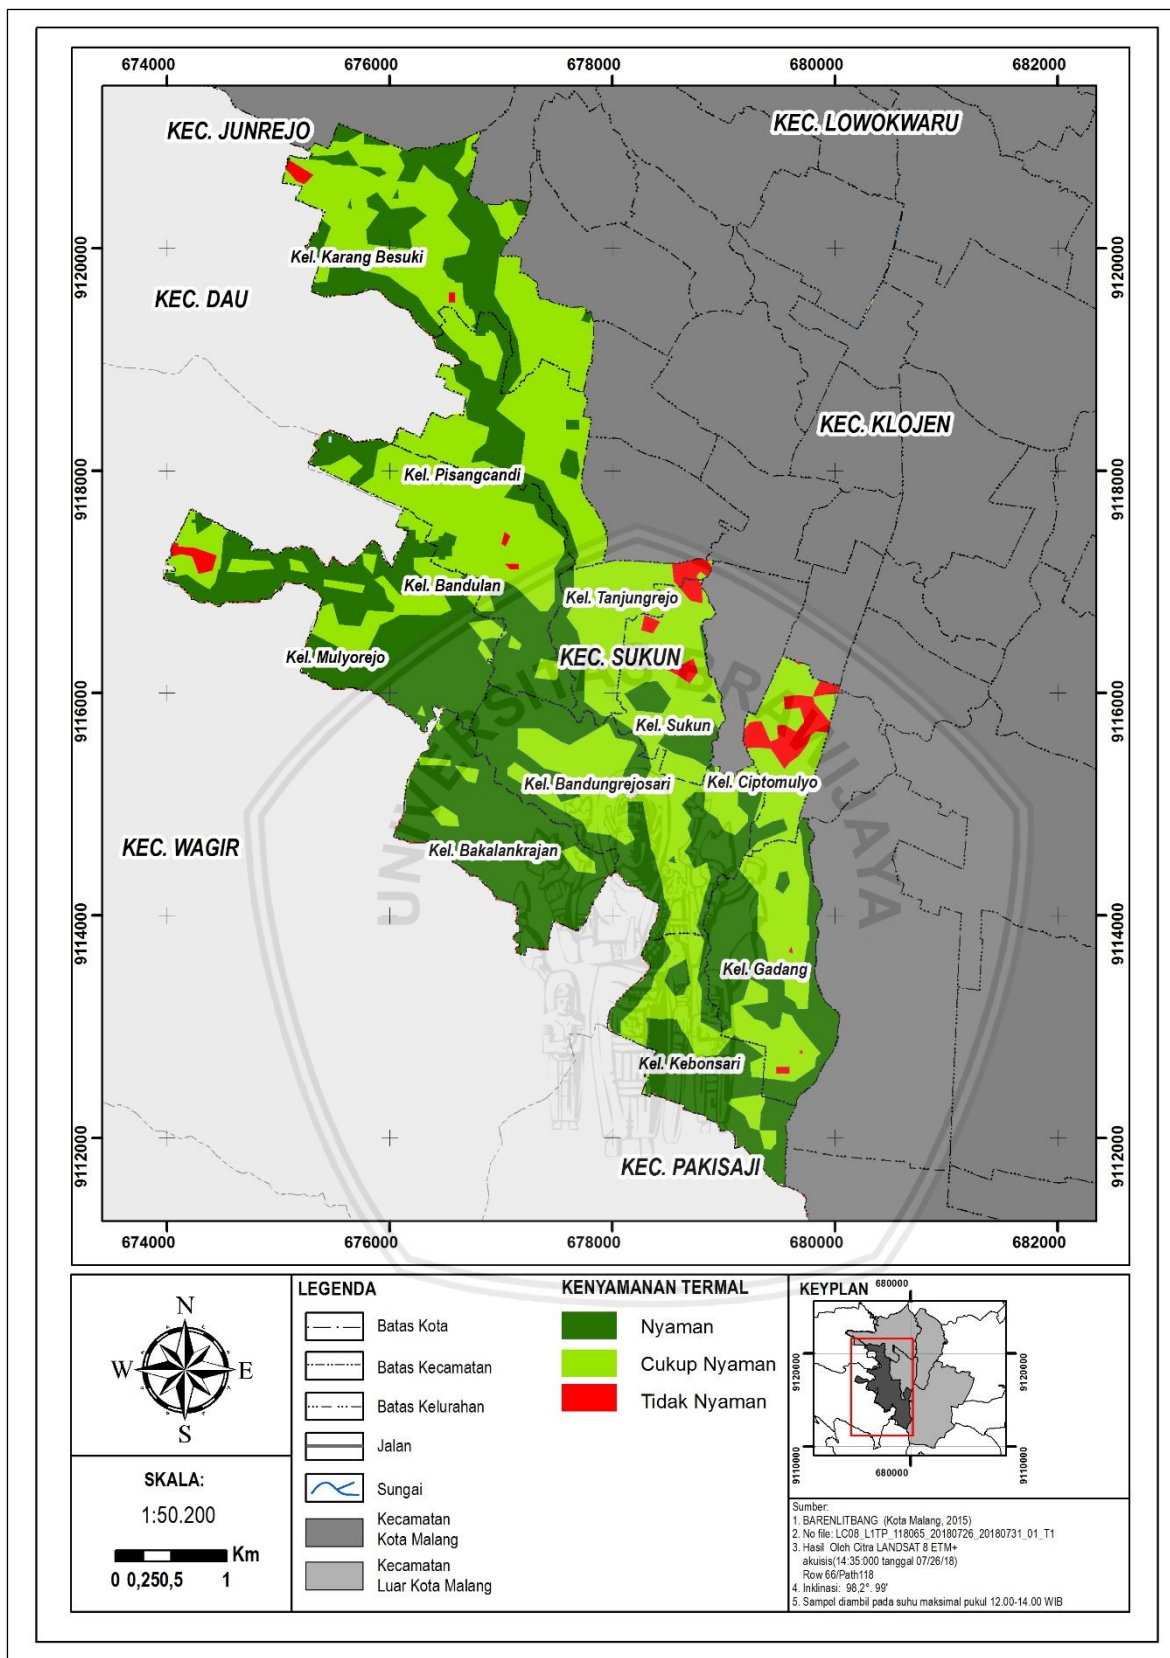 674000 676000 678000 680000 682000
KEC. JUNREJO
KEC. LOWOKWARU
9120000
9120000
Kel. Karang Besuki
KEC. DAU
KEC. KLOJEN
9118000
Kel. Pisangcandi
9118000
Kel. Bandulan
Kel. Tanjungrejo
Kel. Mulyorejo
KEC. SUKUN
9116000
9116000
Kel. Sukun
Kel. Bandungrejosari
Kel. Ciptomulyo
KEC. WAGIR
Kel. Bakalankrajan
UNIVERSITAS BRAWIJAYA
9114000
9114000
Kel. Gadang
Kel. Kebonsari
9112000
9112000
KEC. PAKISAJI
674000 676000 678000 680000 682000
N
W E
S
SKALA:
1:50.200
Km
0 0,250,5 1
LEGENDA
Batas Kota
Batas Kecamatan
Batas Kelurahan
Jalan
Sungai
Kecamatan
Kota Malang
Kecamatan
Luar Kota Malang
KENYAMANAN TERMAL
Nyaman
Cukup Nyaman
Tidak Nyaman
KEYPLAN
680000
9120000
9120000
9110000
9110000
680000
Sumber:
1. BARENLITBANG (Kota Malang, 2015)
2. No file: LC08_L1TP_118065_20180726_20180731_01_T1
3. Hasil Oloh Citra LANDSAT 8 ETM+
akuisis(14:35:000 tanggal 07/26/18)
Row 66/Path118
4. Inklinasi: 98,2°. 99'
5. Sampol diambil pada suhu maksimal pukul 12.00-14.00 WIB